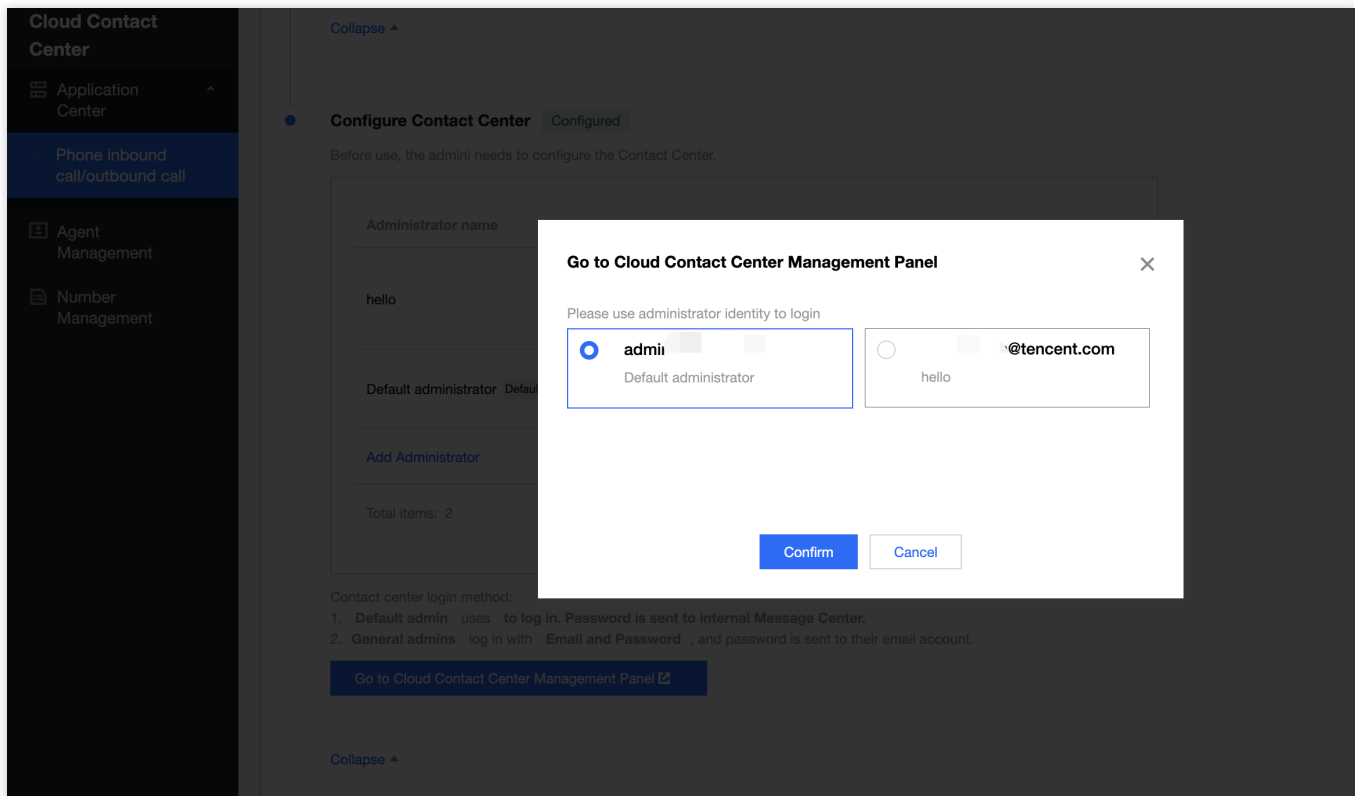 Cloud Contact
Center
Application
Center
Phone inbound
call/outbound call
Agent
Management
Number
Management
Collapse
Configure Contact Center Configured
Before use, the admini needs to configure the Contact Center.
Administrator name
hello
Default administrator
Add Administrator
Total items: 2
Go to Cloud Contact Center Management Panel
Please use administrator identity to login
Default administrator
@tencent.com
hello
Confirm Cancel
Contact center login method:
1. Default admin uses to log in. Password is sent to internal Message Center.
2. General admins log in with Email and Password , and password is sent to their email account.
Go to Cloud Contact Center Management Panel
Collapse